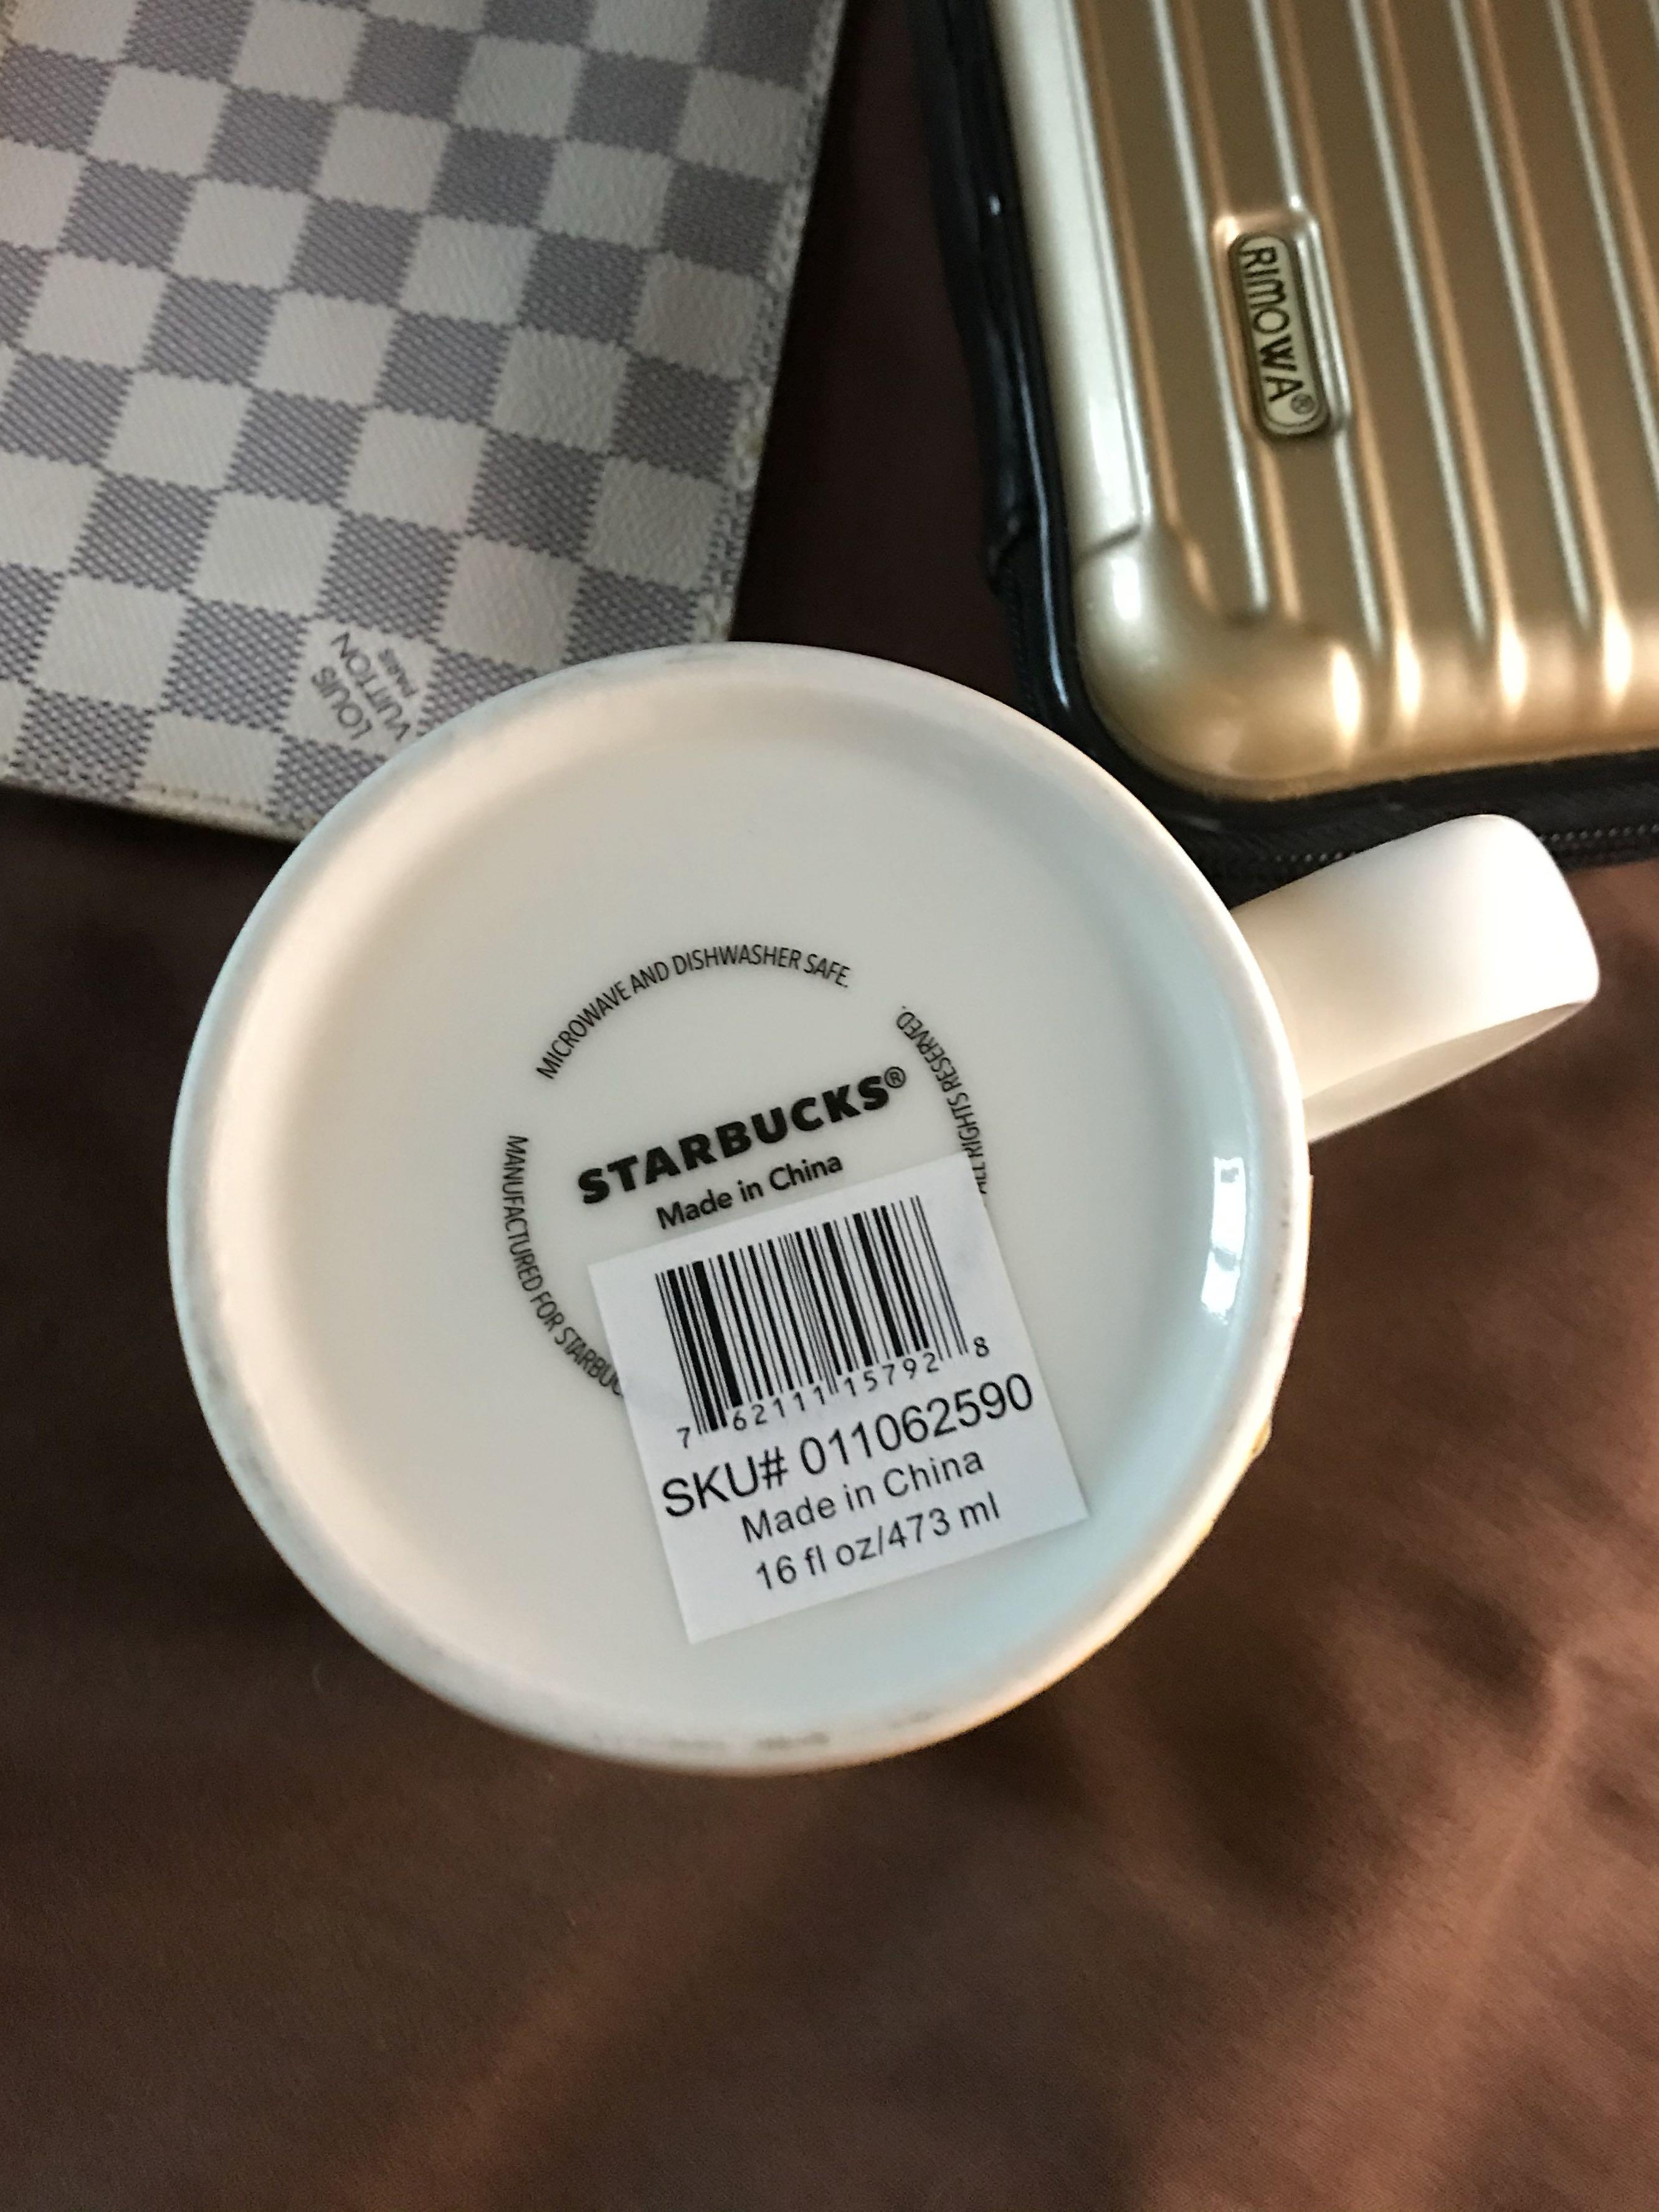 LOUIS
VUITTON
PARIS
RIMOWA®
MICROWAVE AND DISHWASHER SAFE.
STARBUCKS®
Made in China
MANUFACTURED FOR
ALL RIGHTS RESERVED.
7 62111 15792 8
SKU# 011062590
Made in China
16 fl oz/473 ml